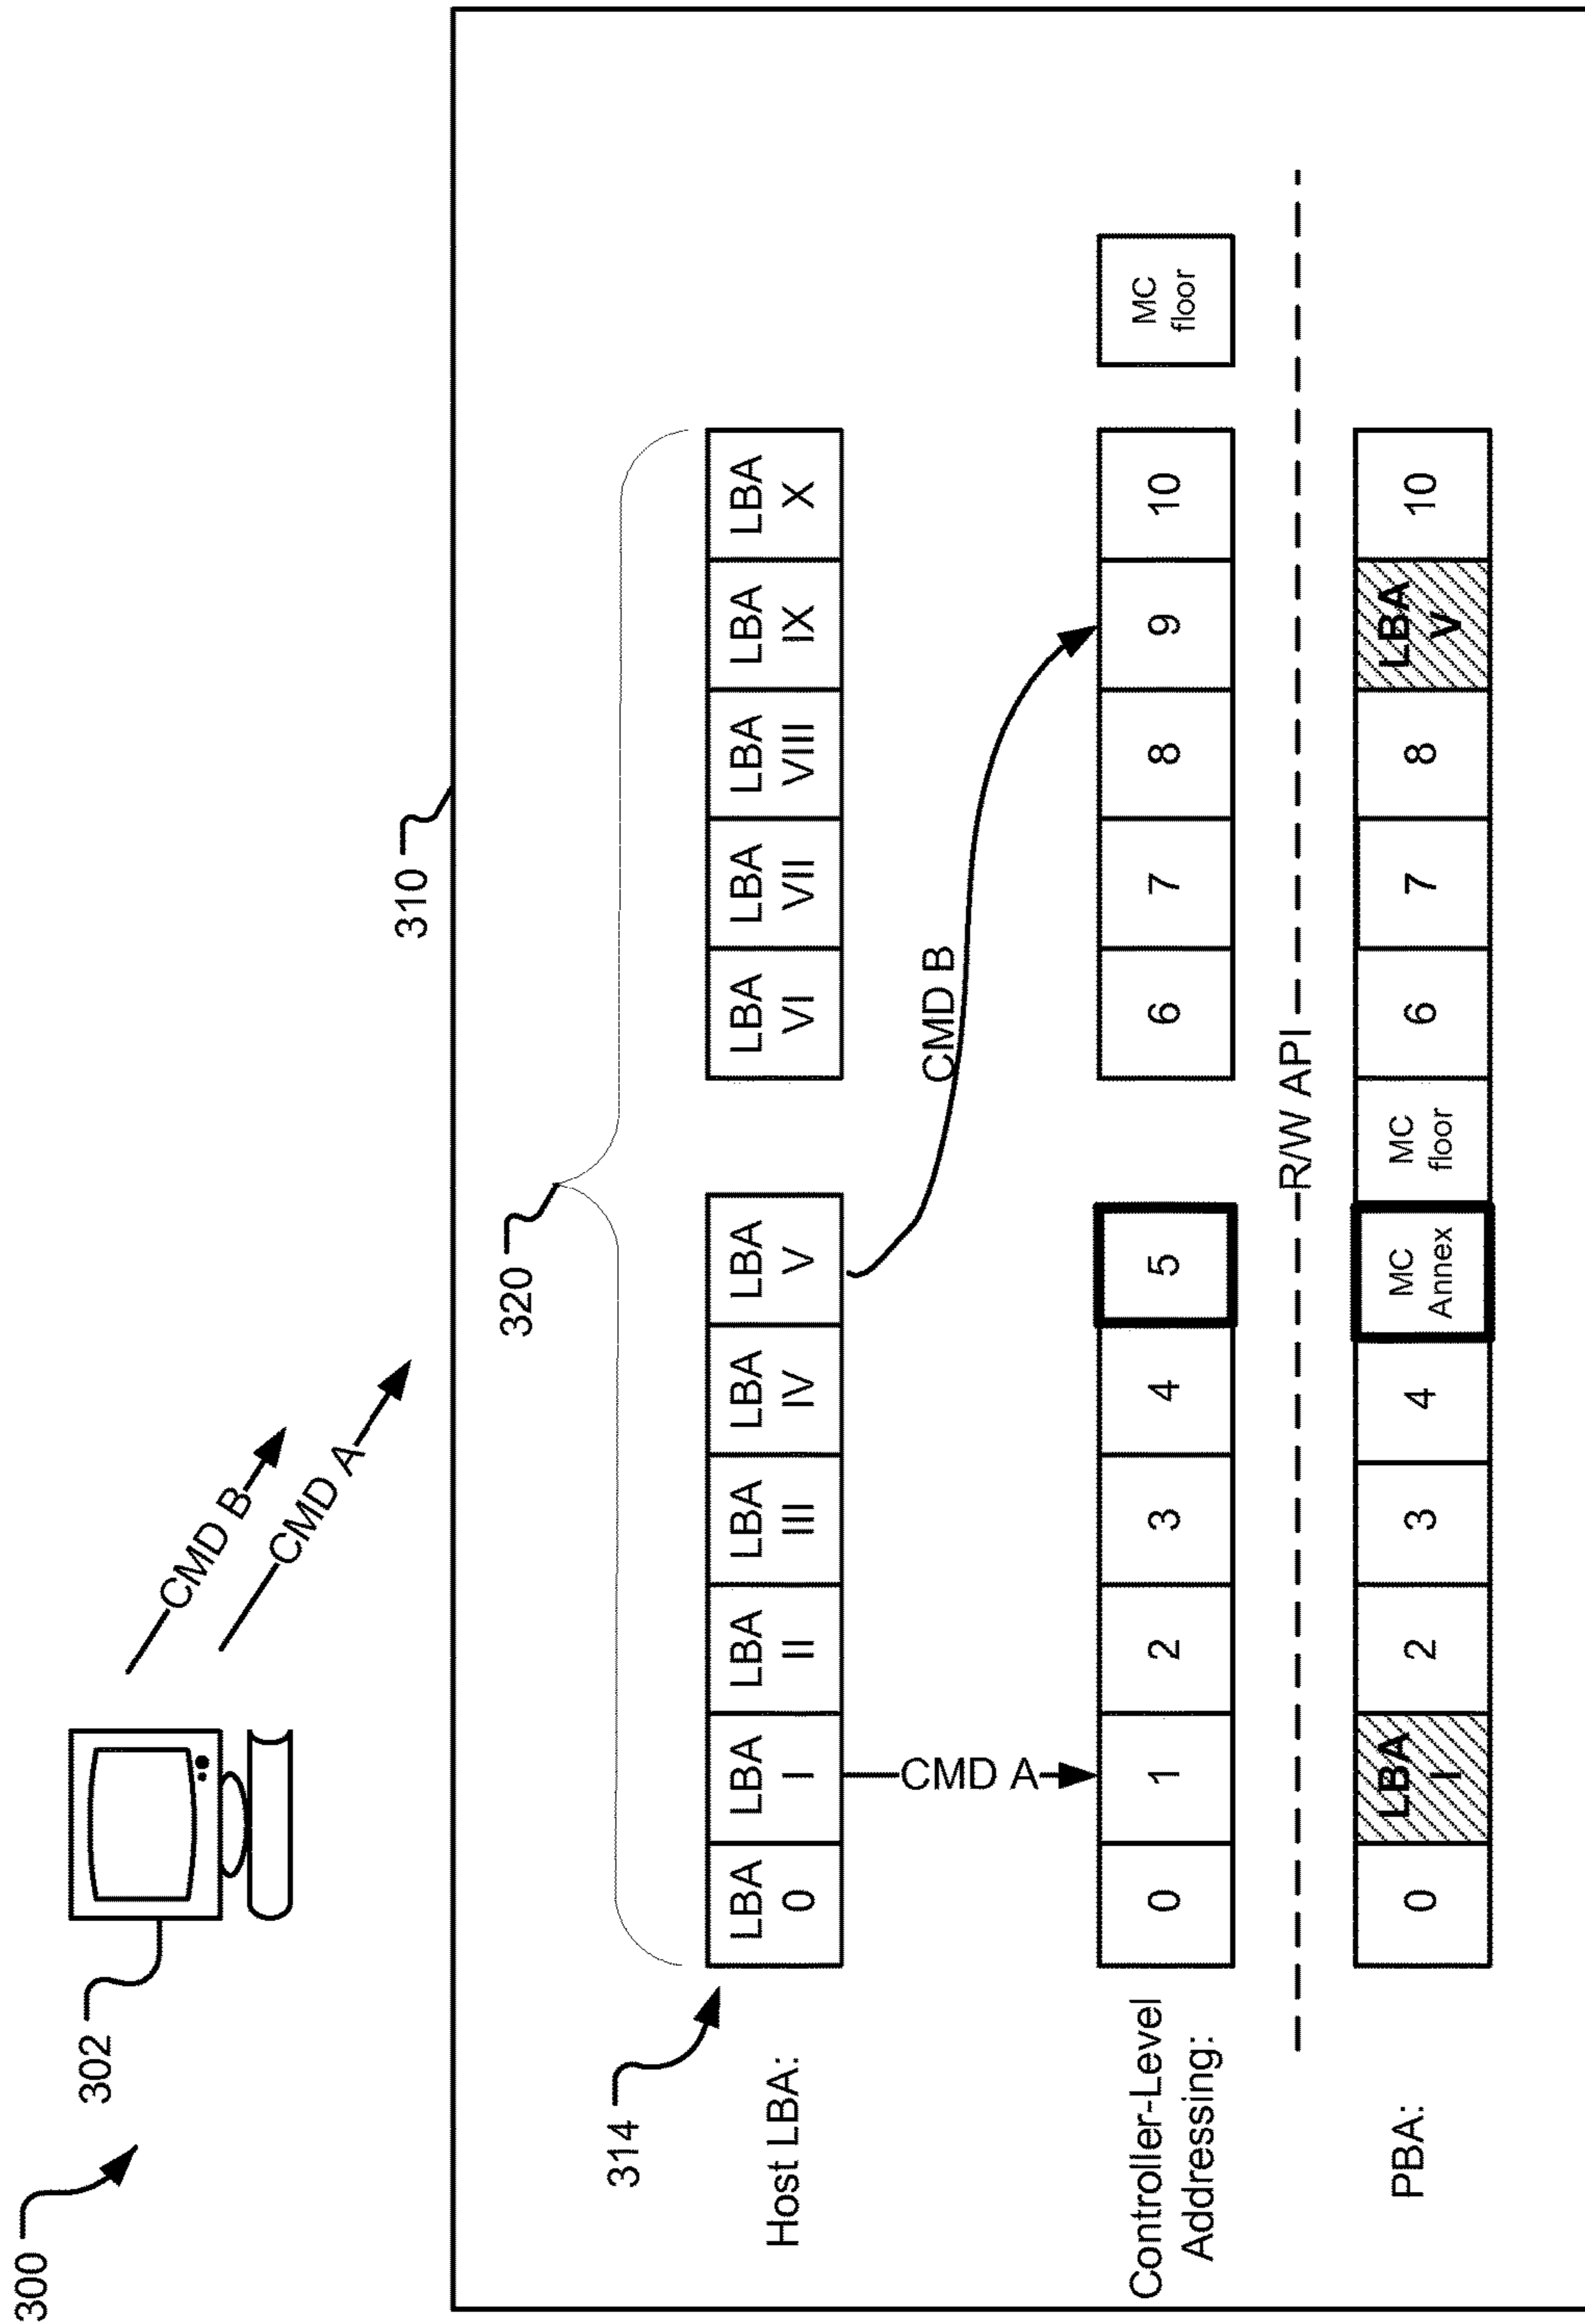 300
302
CMD B
CMD A
310
320
314
Host LBA:
LBA 0
LBA I
LBA II
LBA III
LBA IV
LBA V
LBA VI
LBA VII
LBA VIII
LBA IX
LBA X
CMD A
CMD B
Controller-Level
Addressing:
0 1 2 3 4 5 6 7 8 9 10
MC
floor
R/W API
PBA:
0
LBA
I
2 3 4
MC
Annex
MC
floor
6 7 8
LBA
V
10